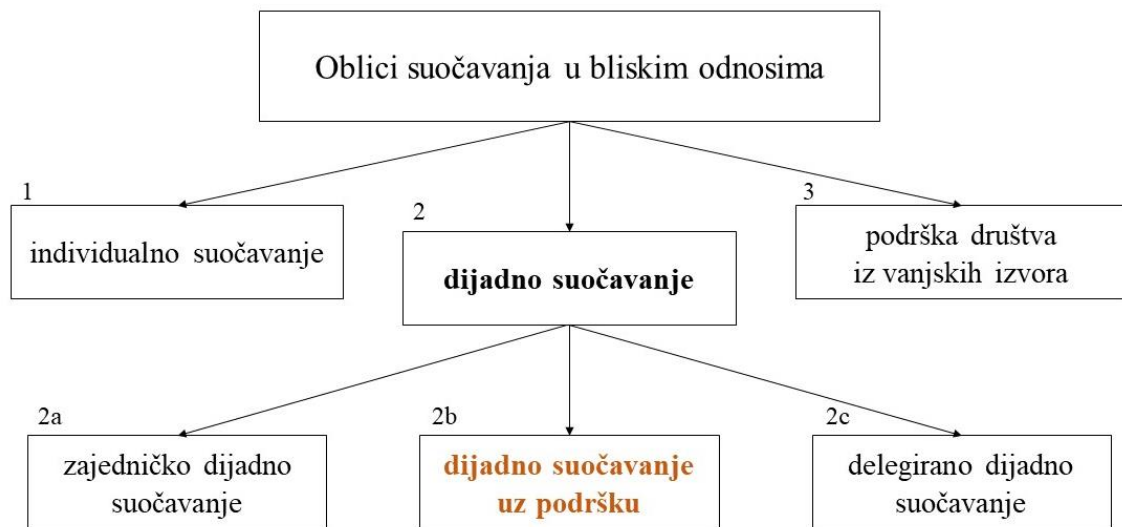 Oblici suočavanja u bliskim odnosima
1
individualno suočavanje
2
dijadno suočavanje
3
podrška društva
iz vanjskih izvora
2a
zajedničko dijadno
suočavanje
2b
dijadno suočavanje
uz podršku
2c
delegirano dijadno
suočavanje